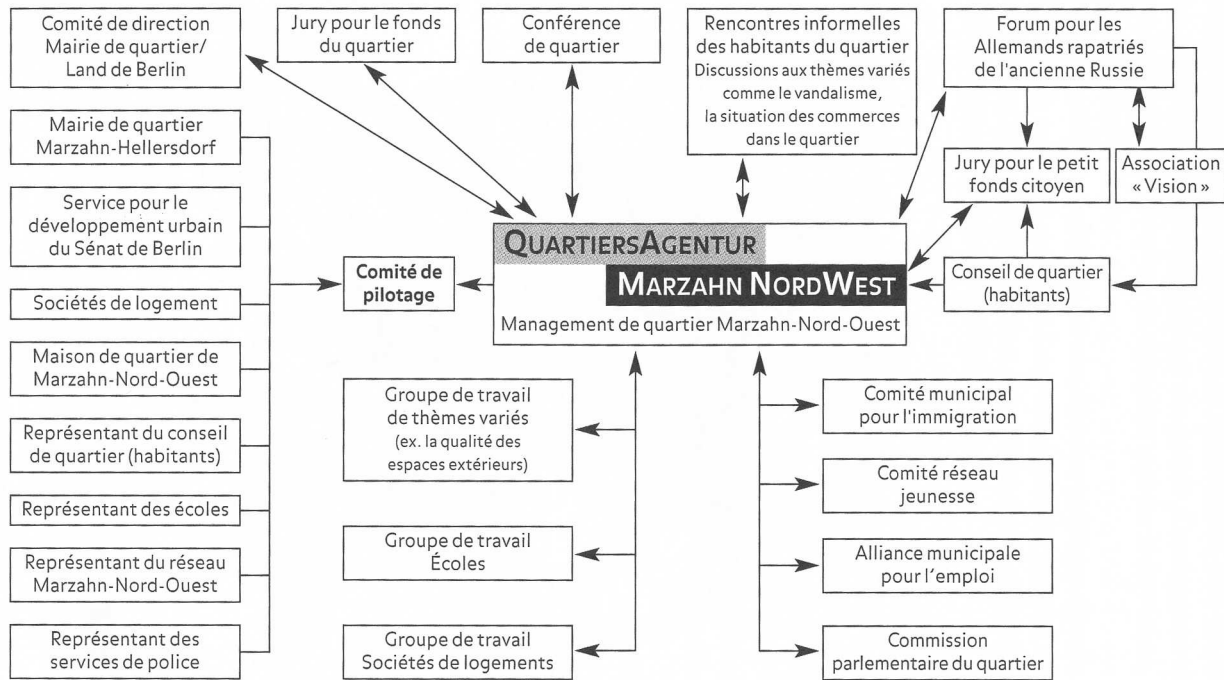 Comité de direction
Mairie de quartier/
Land de Berlin
Jury pour le fonds
du quartier
Conférence
de quartier
Rencontres informelles
des habitants du quartier
Discussions aux thèmes variés
comme le vandalisme,
la situation des commerces
dans le quartier
Forum pour les
Allemands rapatriés
de l'ancienne Russie
Mairie de quartier
Marzahn-Hellersdorf
Service pour le
développement urbain
du Sénat de Berlin
Sociétés de logement
Maison de quartier de
Marzahn-Nord-Ouest
Représentant du conseil
de quartier (habitants)
Représentant des écoles
Représentant du réseau
Marzahn-Nord-Ouest
Représentant des
services de police
Comité de
pilotage
QUARTIERSAGENTUR
MARZAHN NORDWEST
Management de quartier Marzahn-Nord-Ouest
Jury pour le petit
fonds citoyen
Association
« Vision »
Conseil de quartier
(habitants)
Groupe de travail
de thèmes variés
(ex. la qualité des
espaces extérieurs)
Groupe de travail
Écoles
Groupe de travail
Sociétés de logements
Comité municipal
pour l'immigration
Comité réseau
jeunesse
Alliance municipale
pour l'emploi
Commission
parlementaire du quartier